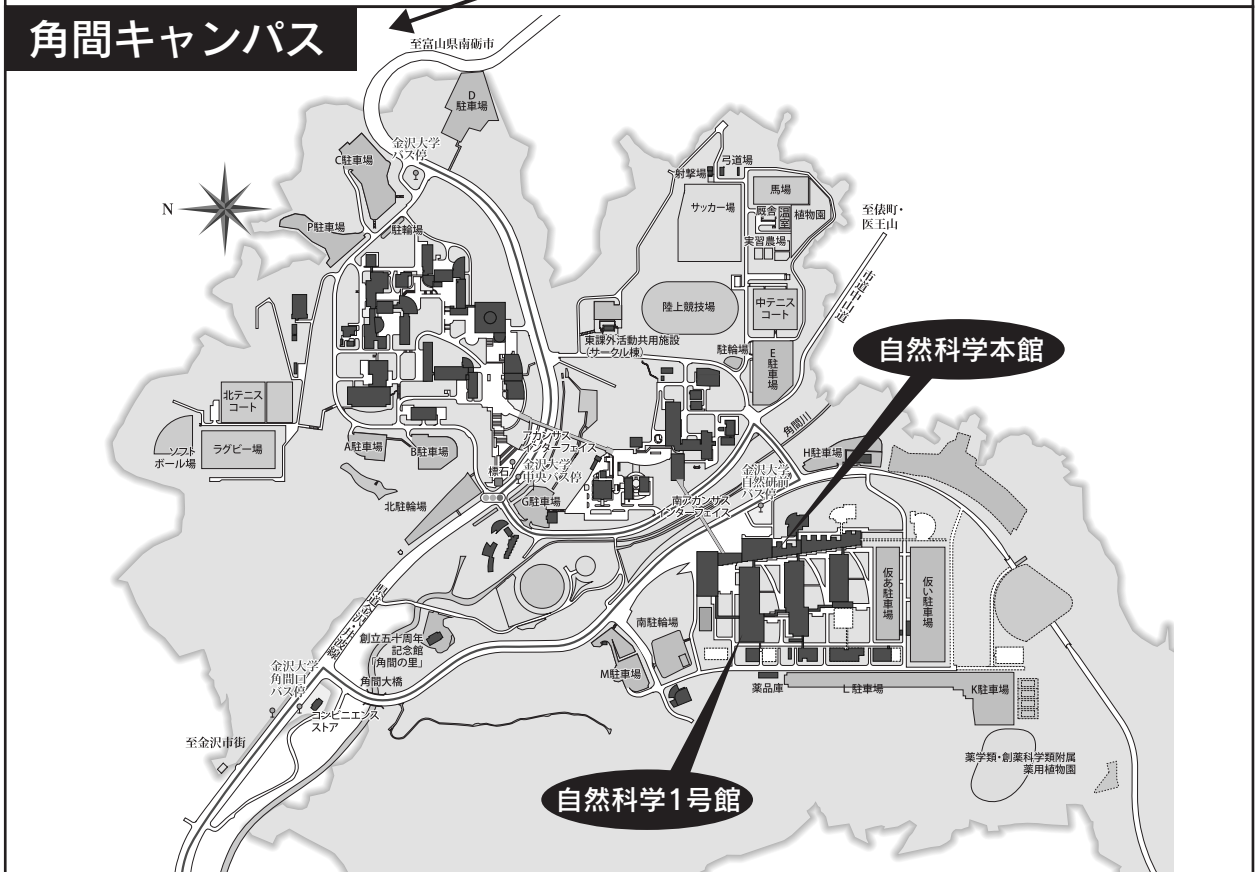 角間キャンパス
至富山県南砺市
D
駐車場
金沢大学
バス停
C駐車場
P駐車場
駐輪場
N
弓道場
射撃場
サッカー場
馬場
厩舎
温室
植物園
実習農場
至俵町・
医王山
市道中山道
陸上競技場
中テニス
コート
東課外活動共用施設
(サークル棟)
駐輪場
E駐車場
自然科学本館
北テニス
コート
ソフト
ボール場
ラグビー場
A駐車場
B駐車場
アカンサス
インターフェイス
標石
金沢大学
中央バス停
G駐車場
北駐輪場
角間川
金沢大学
自然研前
バス停
H駐車場
南アカンサス
インターフェイス
仮あ駐車場
仮い駐車場
創立五十周年
記念館
「角間の里」
角間大橋
金沢大学
角間口
バス停
コンビニエンス
ストア
至金沢市街
南駐輪場
M駐車場
薬品庫
L駐車場
K駐車場
薬学類・創薬科学類附属
薬用植物園
自然科学1号館